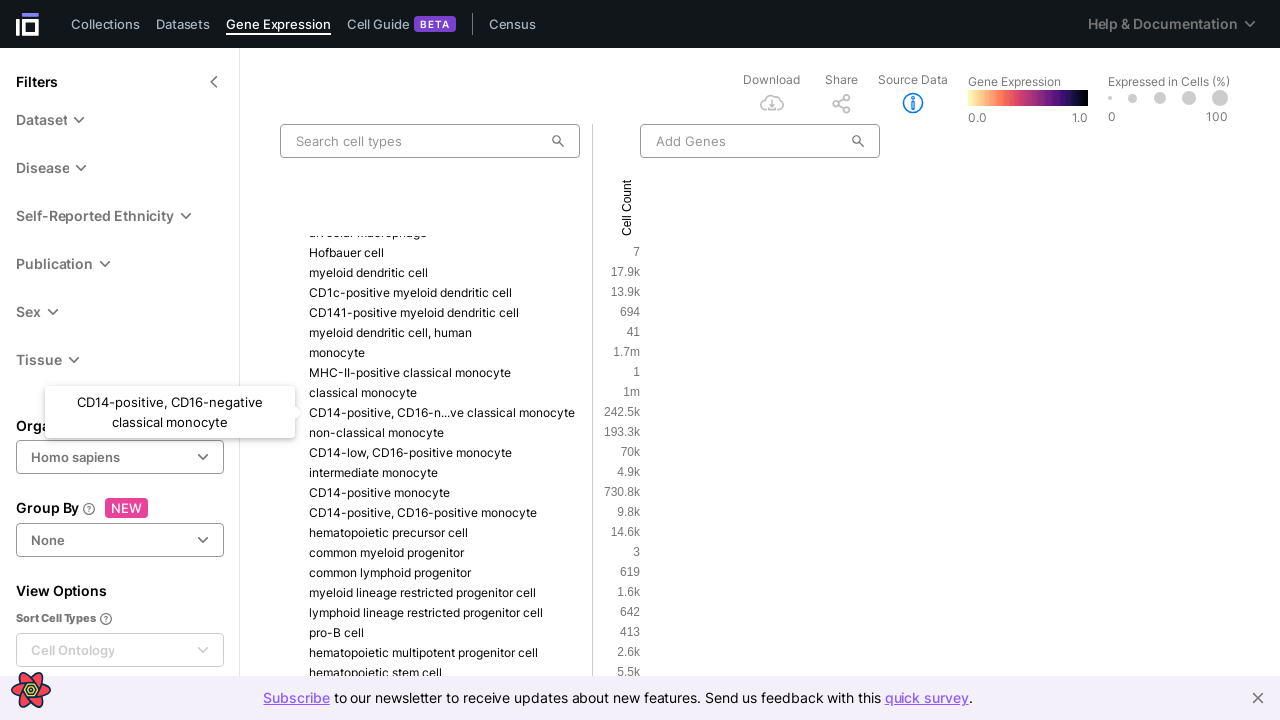 Collections Datasets Gene Expression Cell Guide BETA Census Help & Documentation
Filters
Dataset
Disease
Self-Reported Ethnicity
Publication
Sex
Tissue
CD14-positive, CD16-negative
classical monocyte
Homo sapiens
Group By NEW
None
View Options
Sort Cell Types
Cell Ontology
Download Share Source Data Gene Expression Expressed in Cells (%)
0.0 1.0 0 100
Search cell types Add Genes
Cell Count
Hofbauer cell 7
myeloid dendritic cell 17.9k
CD1c-positive myeloid dendritic cell 13.9k
CD141-positive myeloid dendritic cell 694
myeloid dendritic cell, human 41
monocyte 1.7m
MHC-II-positive classical monocyte 1
classical monocyte 1m
CD14-positive, CD16-n...ve classical monocyte 242.5k
non-classical monocyte 193.3k
CD14-low, CD16-positive monocyte 70k
intermediate monocyte 4.9k
CD14-positive monocyte 730.8k
CD14-positive, CD16-positive monocyte 9.8k
hematopoietic precursor cell 14.6k
common myeloid progenitor 3
common lymphoid progenitor 619
myeloid lineage restricted progenitor cell 1.6k
lymphoid lineage restricted progenitor cell 642
pro-B cell 413
hematopoietic multipotent progenitor cell 2.6k
hematopoietic stem cell 5.5k
Subscribe to our newsletter to receive updates about new features. Send us feedback with this quick survey.